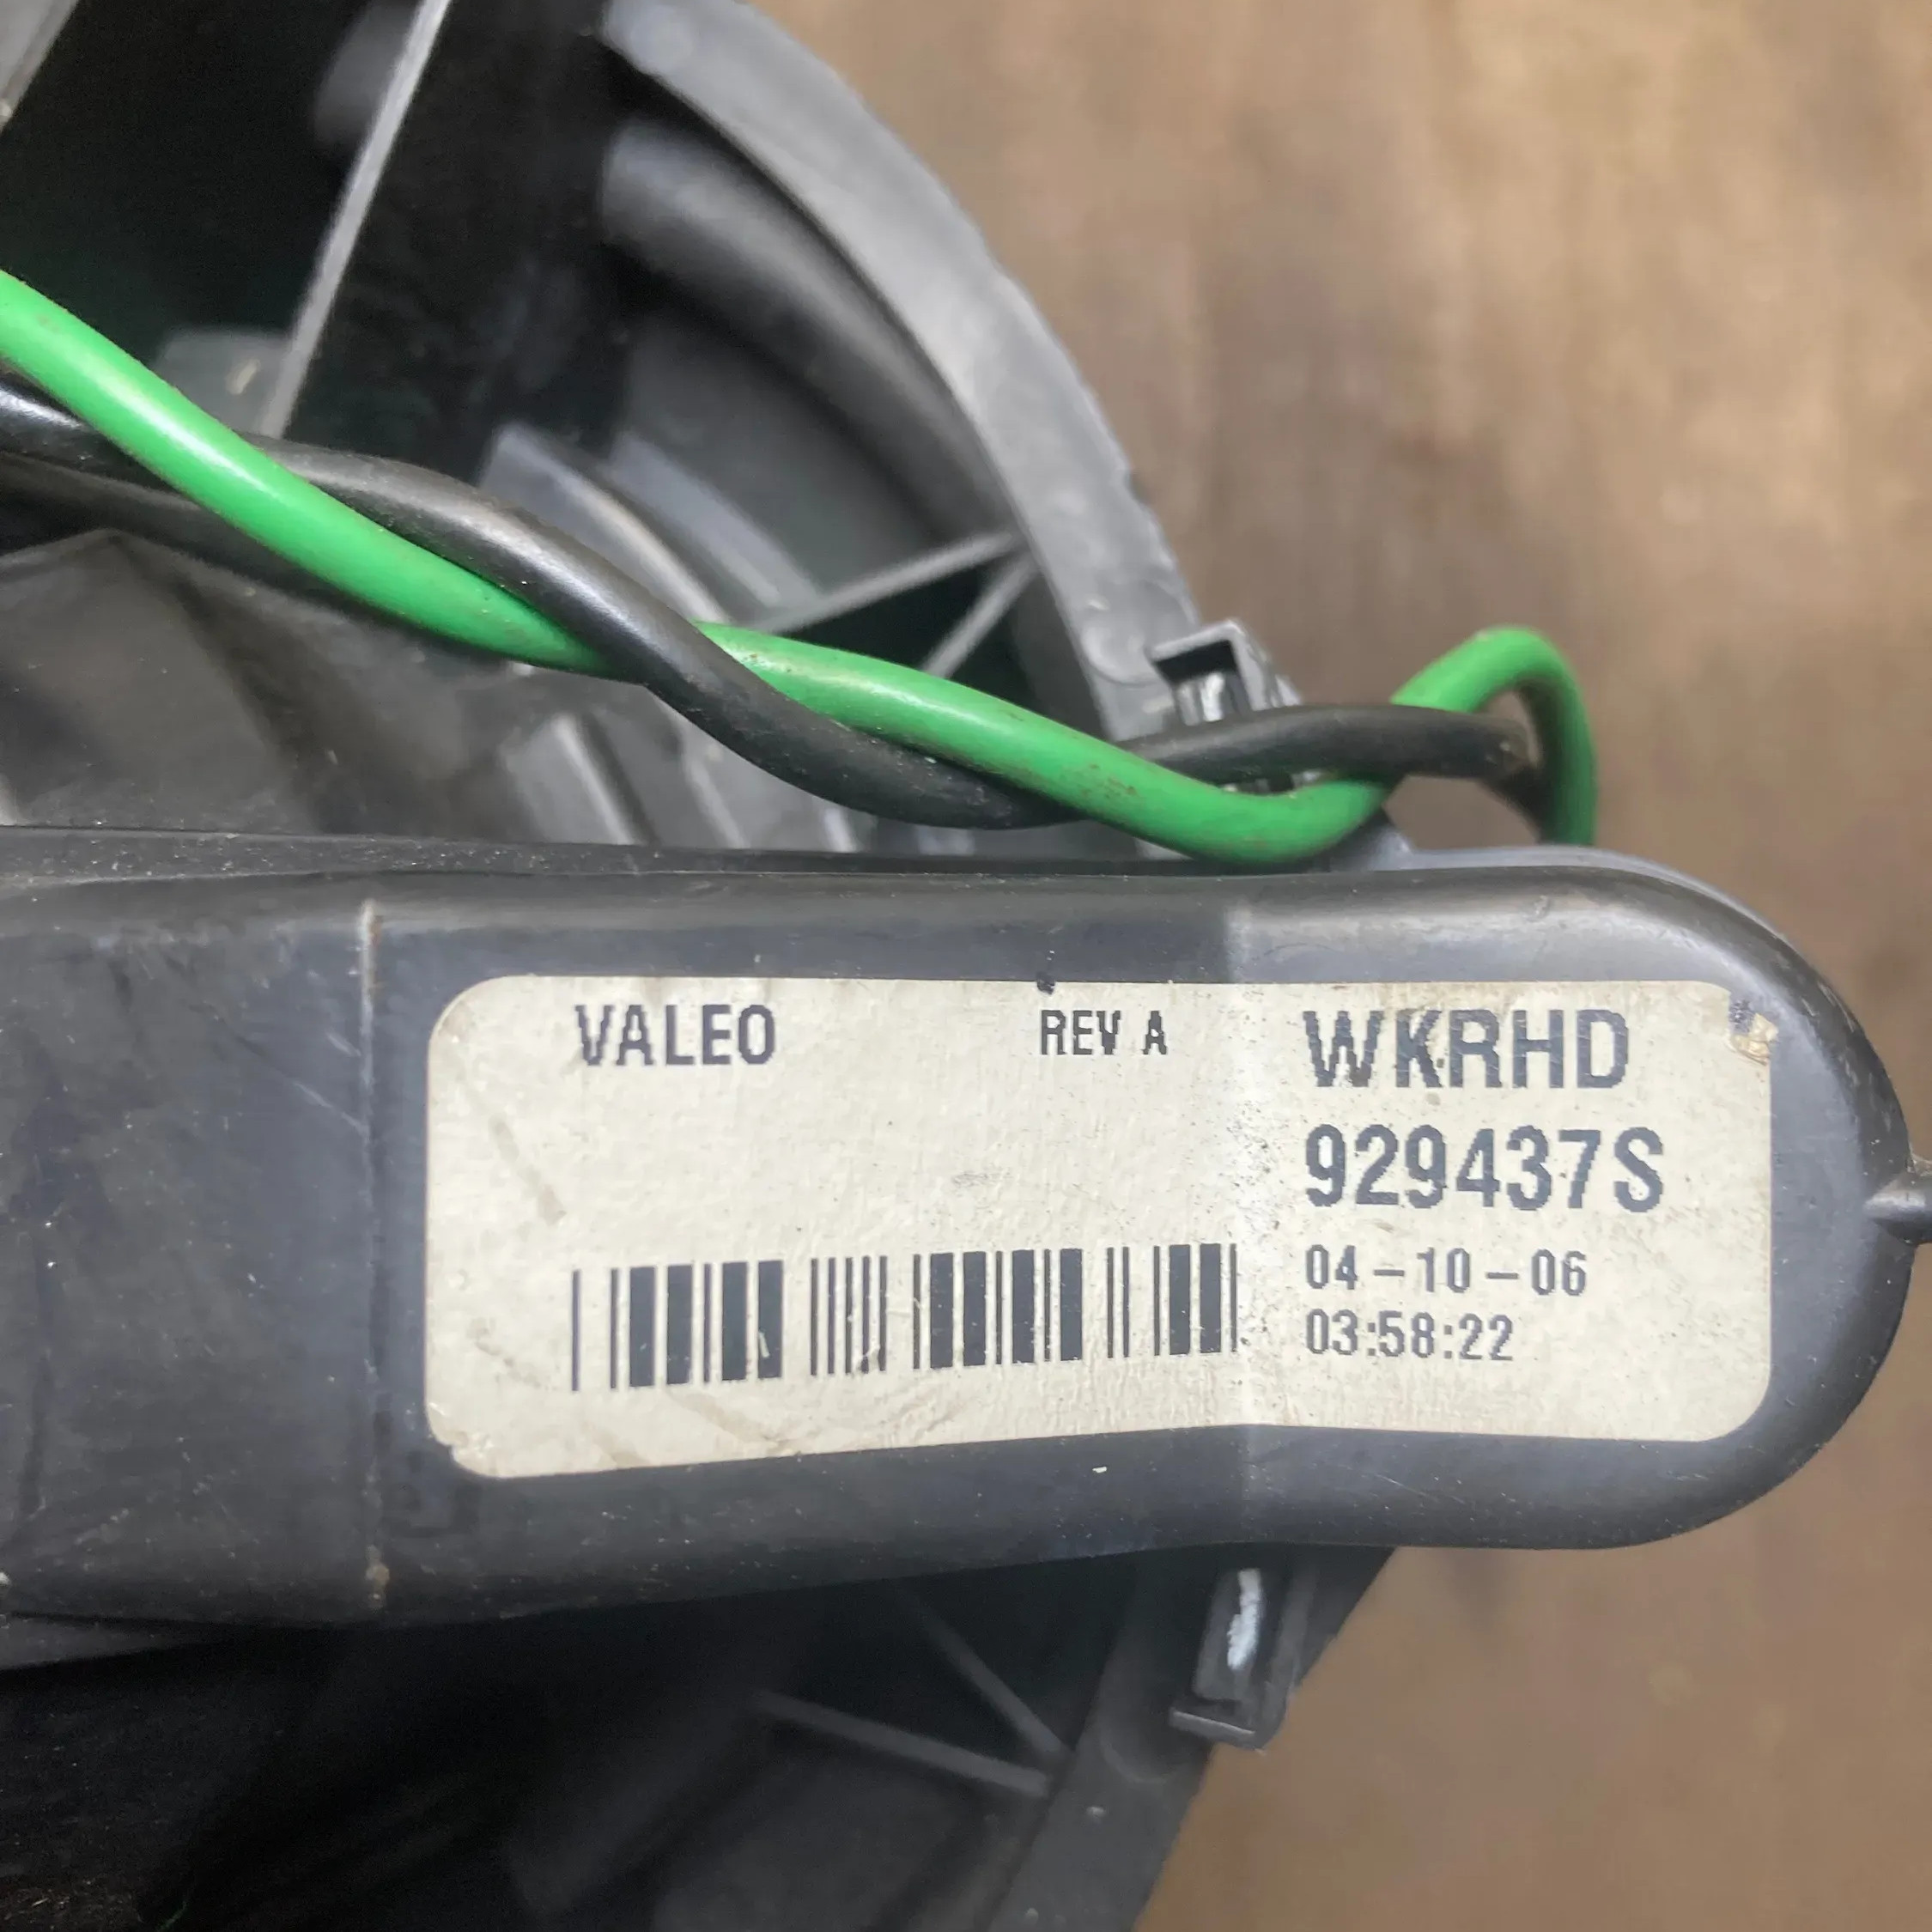 VALEO REV A WKRHD
929437S
04-10-06
03:58:22